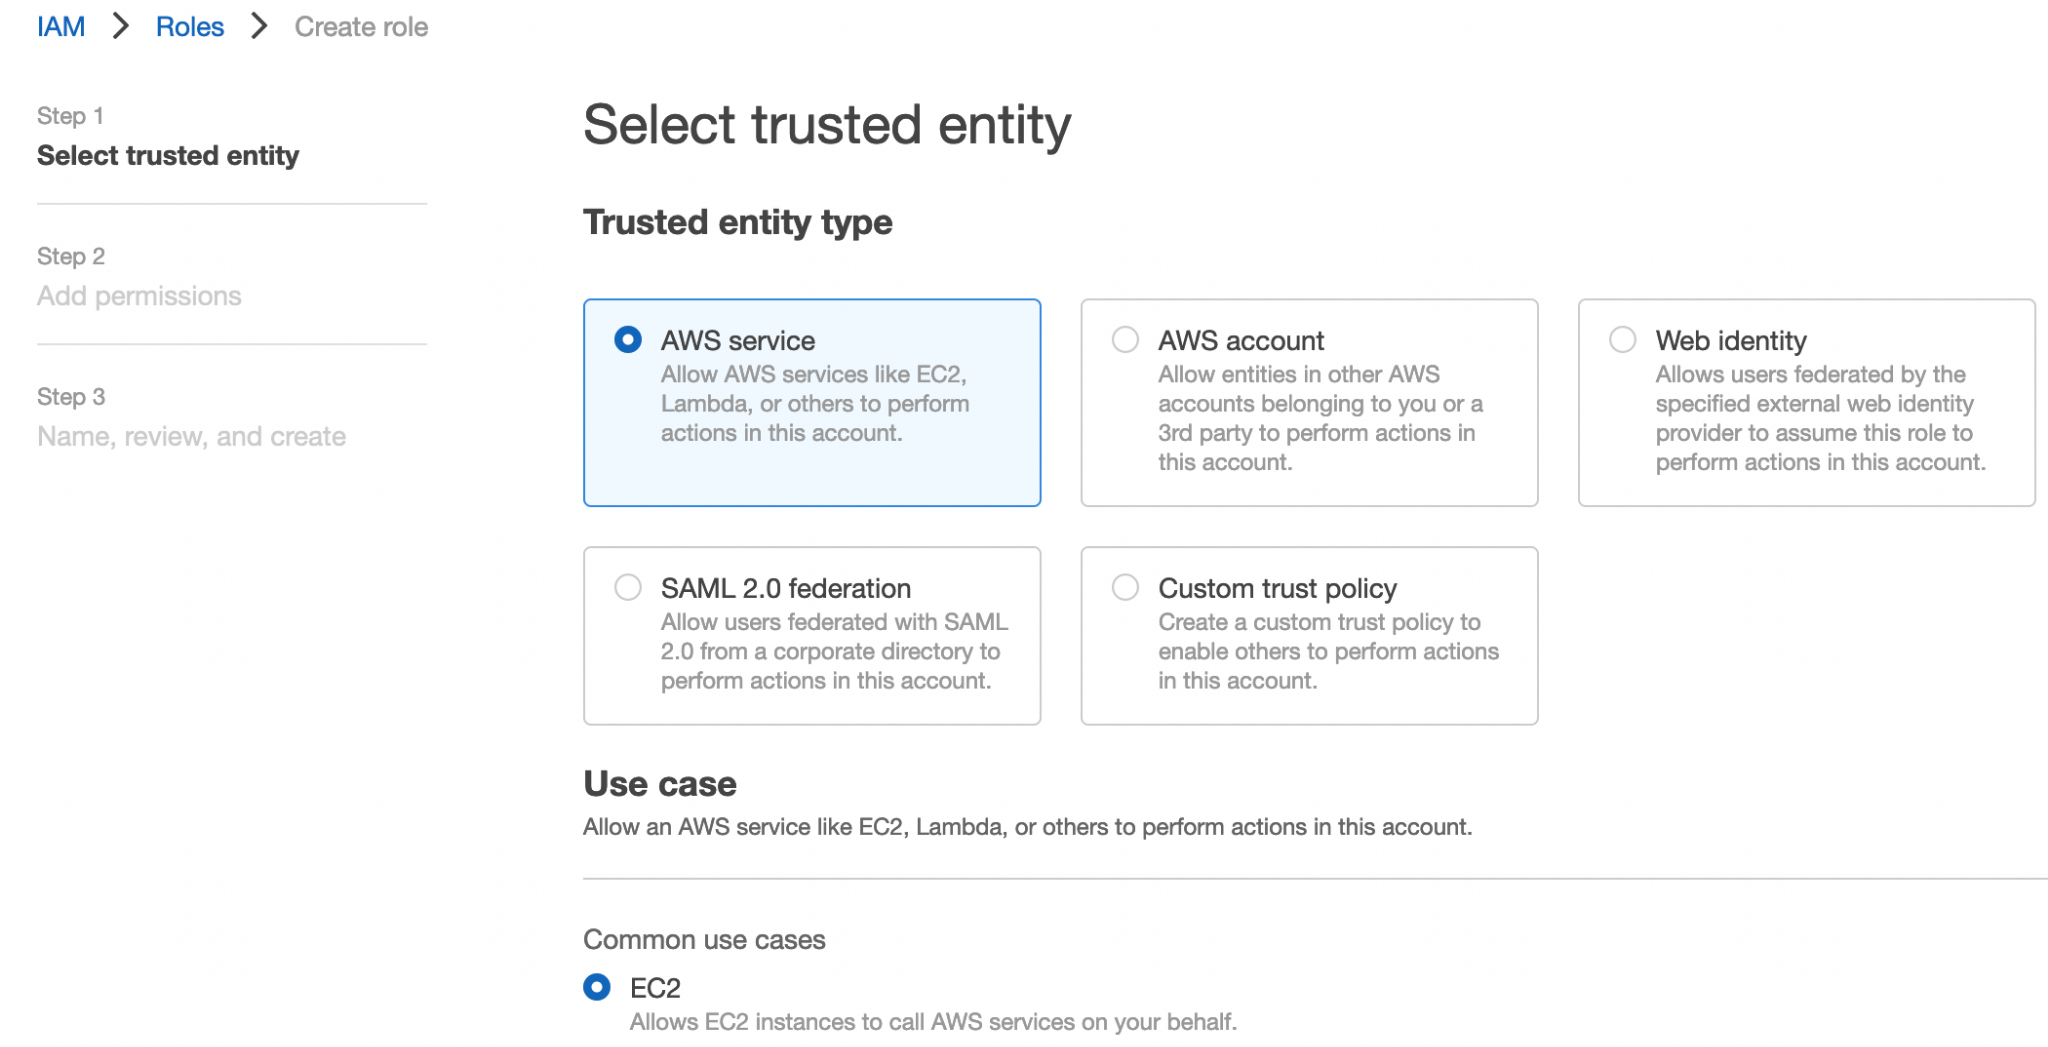 IAM > Roles > Create role
Step 1
Select trusted entity
Step 2
Add permissions
Step 3
Name, review, and create
Select trusted entity
Trusted entity type
AWS service
Allow AWS services like EC2,
Lambda, or others to perform
actions in this account.
AWS account
Allow entities in other AWS
accounts belonging to you or a
3rd party to perform actions in
this account.
Web identity
Allows users federated by the
specified external web identity
provider to assume this role to
perform actions in this account.
SAML 2.0 federation
Allow users federated with SAML
2.0 from a corporate directory to
perform actions in this account.
Custom trust policy
Create a custom trust policy to
enable others to perform actions
in this account.
Use case
Allow an AWS service like EC2, Lambda, or others to perform actions in this account.
Common use cases
EC2
Allows EC2 instances to call AWS services on your behalf.